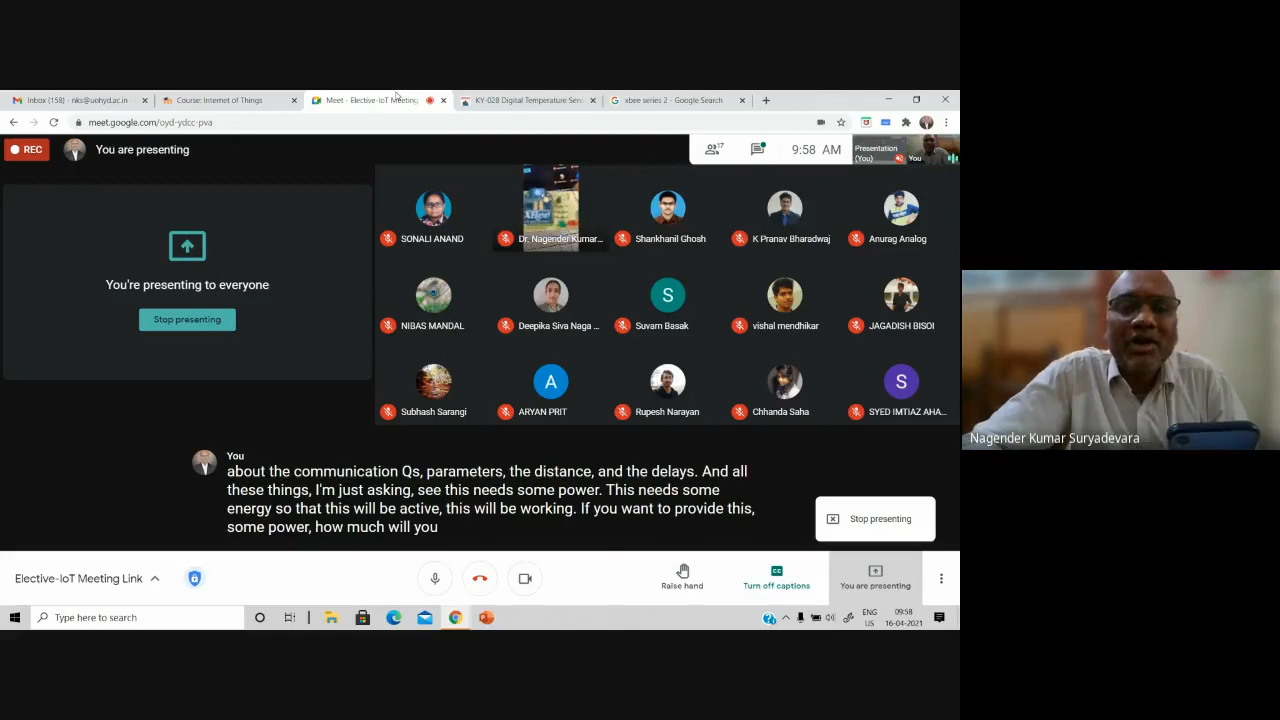 Inbox (158) - nks@uohyd.ac.in
Course: Internet of Things
Meet - Elective-IoT Meeting
KY-028 Digital Temperature Sens
xbee series 2 - Google Search
meet.google.com/oyd-ydcc-pva
REC
You are presenting
17
9:58 AM
Presentation
(You)
You
You're presenting to everyone
Stop presenting
SONALI ANAND
Dr. Nagender Kumar...
Shankhanil Ghosh
K Pranav Bharadwaj
Anurag Analog
NIBAS MANDAL
Deepika Siva Naga ...
S
Suvam Basak
vishal mendhikar
JAGADISH BISOI
Subhash Sarangi
A
ARYAN PRIT
Rupesh Narayan
Chhanda Saha
S
SYED IMTIAZ AHA...
Nagender Kumar Suryadevara
You
about the communication Qs, parameters, the distance, and the delays. And all
these things, I'm just asking, see this needs some power. This needs some
energy so that this will be active, this will be working. If you want to provide this,
some power, how much will you
Stop presenting
Elective-IoT Meeting Link
Raise hand
CC
Turn off captions
You are presenting
Type here to search
ENG
US
09:58
16-04-2021